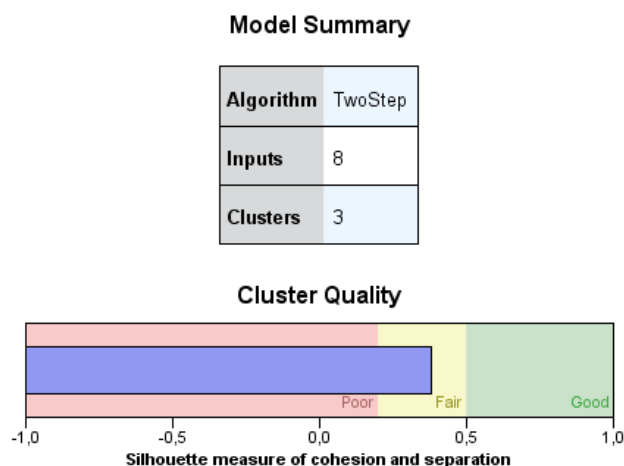 Model Summary
Algorithm TwoStep
Inputs 8
Clusters 3
Cluster Quality
Poor Fair Good
-1,0 -0,5 0,0 0,5 1,0
Silhouette measure of cohesion and separation